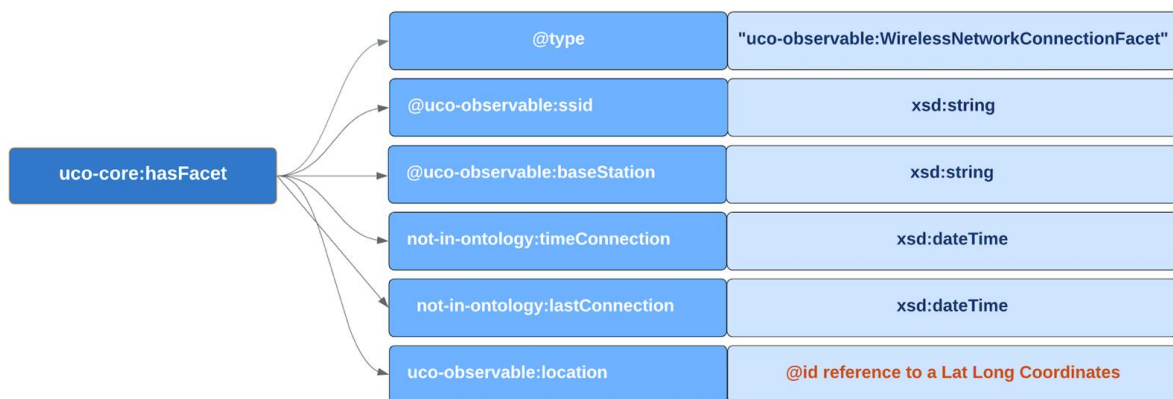 @type
"uco-observable:WirelessNetworkConnectionFacet"
@uco-observable:ssid
xsd:string
uco-core:hasFacet
@uco-observable:baseStation
xsd:string
not-in-ontology:timeConnection
xsd:dateTime
not-in-ontology:lastConnection
xsd:dateTime
uco-observable:location
@id reference to a Lat Long Coordinates